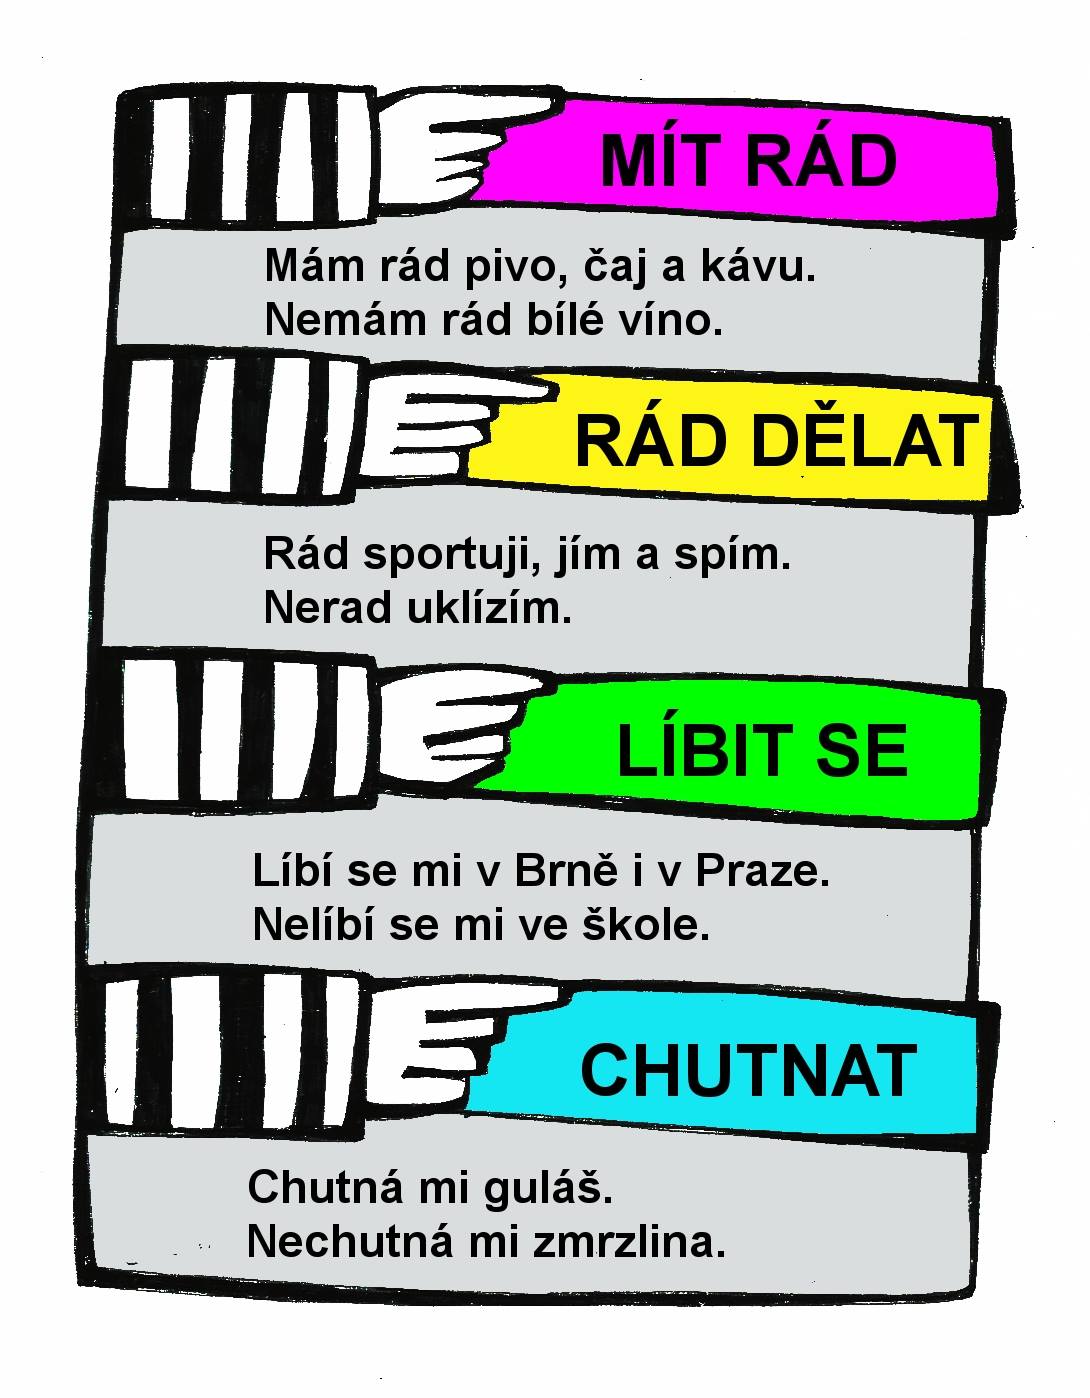 MÍT RÁD
Mám rád pivo, čaj a kávu.
Nemám rád bílé víno.
RÁD DĚLAT
Rád sportuji, jím a spím.
Nerad uklízím.
LÍBIT SE
Líbí se mi v Brně i v Praze.
Nelíbí se mi ve škole.
CHUTNAT
Chutná mi guláš.
Nechutná mi zmrzlina.